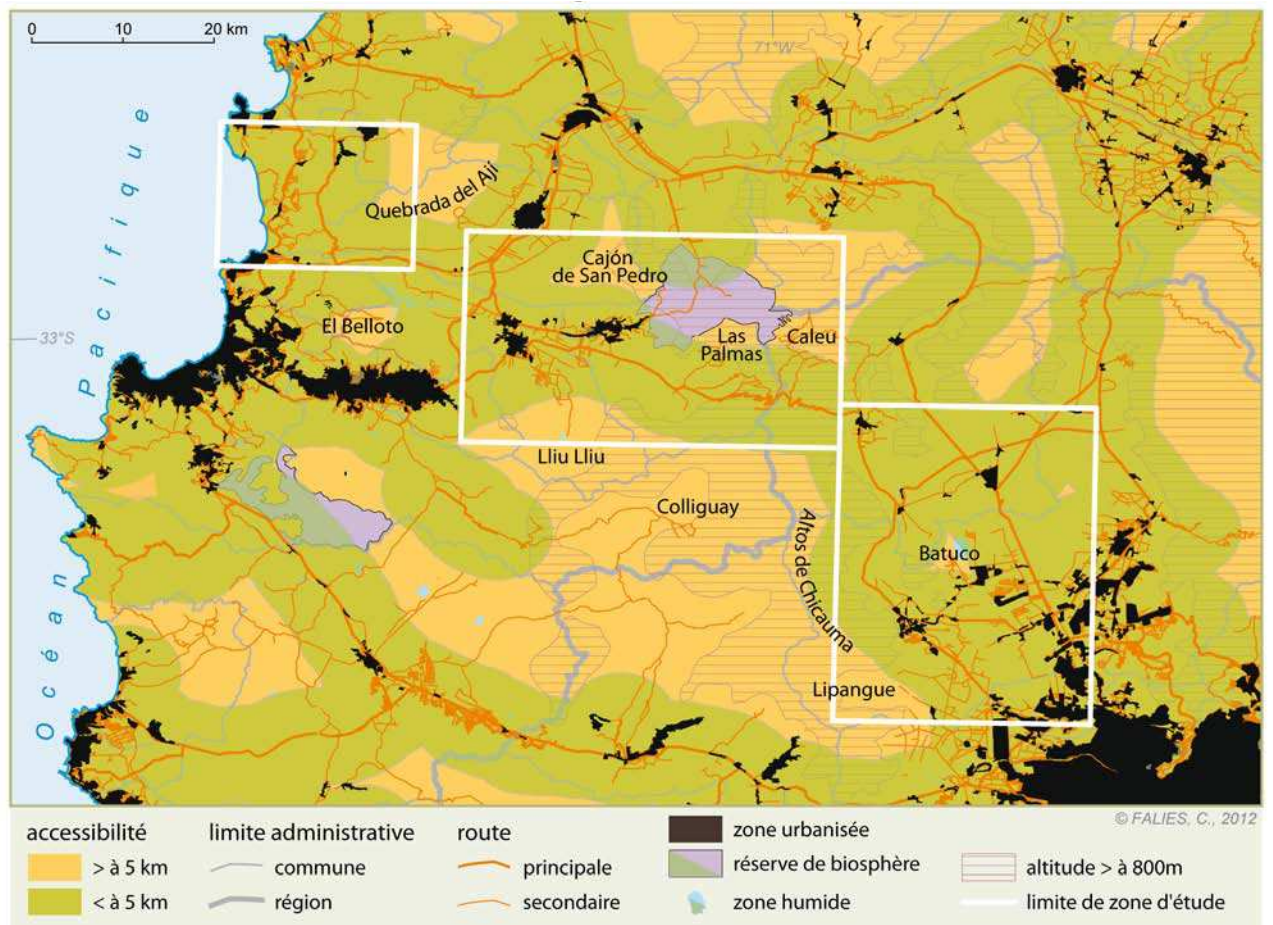 0 10 20 km
71°W
Océan Pacifique
33°S
Quebrada del Ají
Cajón
de San Pedro
El Belloto
Las
Palmas
Caleu
Lliu Lliu
Colliguay
Altos de Chicauma
Batuco
Lipangue
© FALIES, C., 2012
accessibilité
> à 5 km
< à 5 km
limite administrative
commune
région
route
principale
secondaire
zone urbanisée
réserve de biosphère
zone humide
altitude > à 800m
limite de zone d'étude